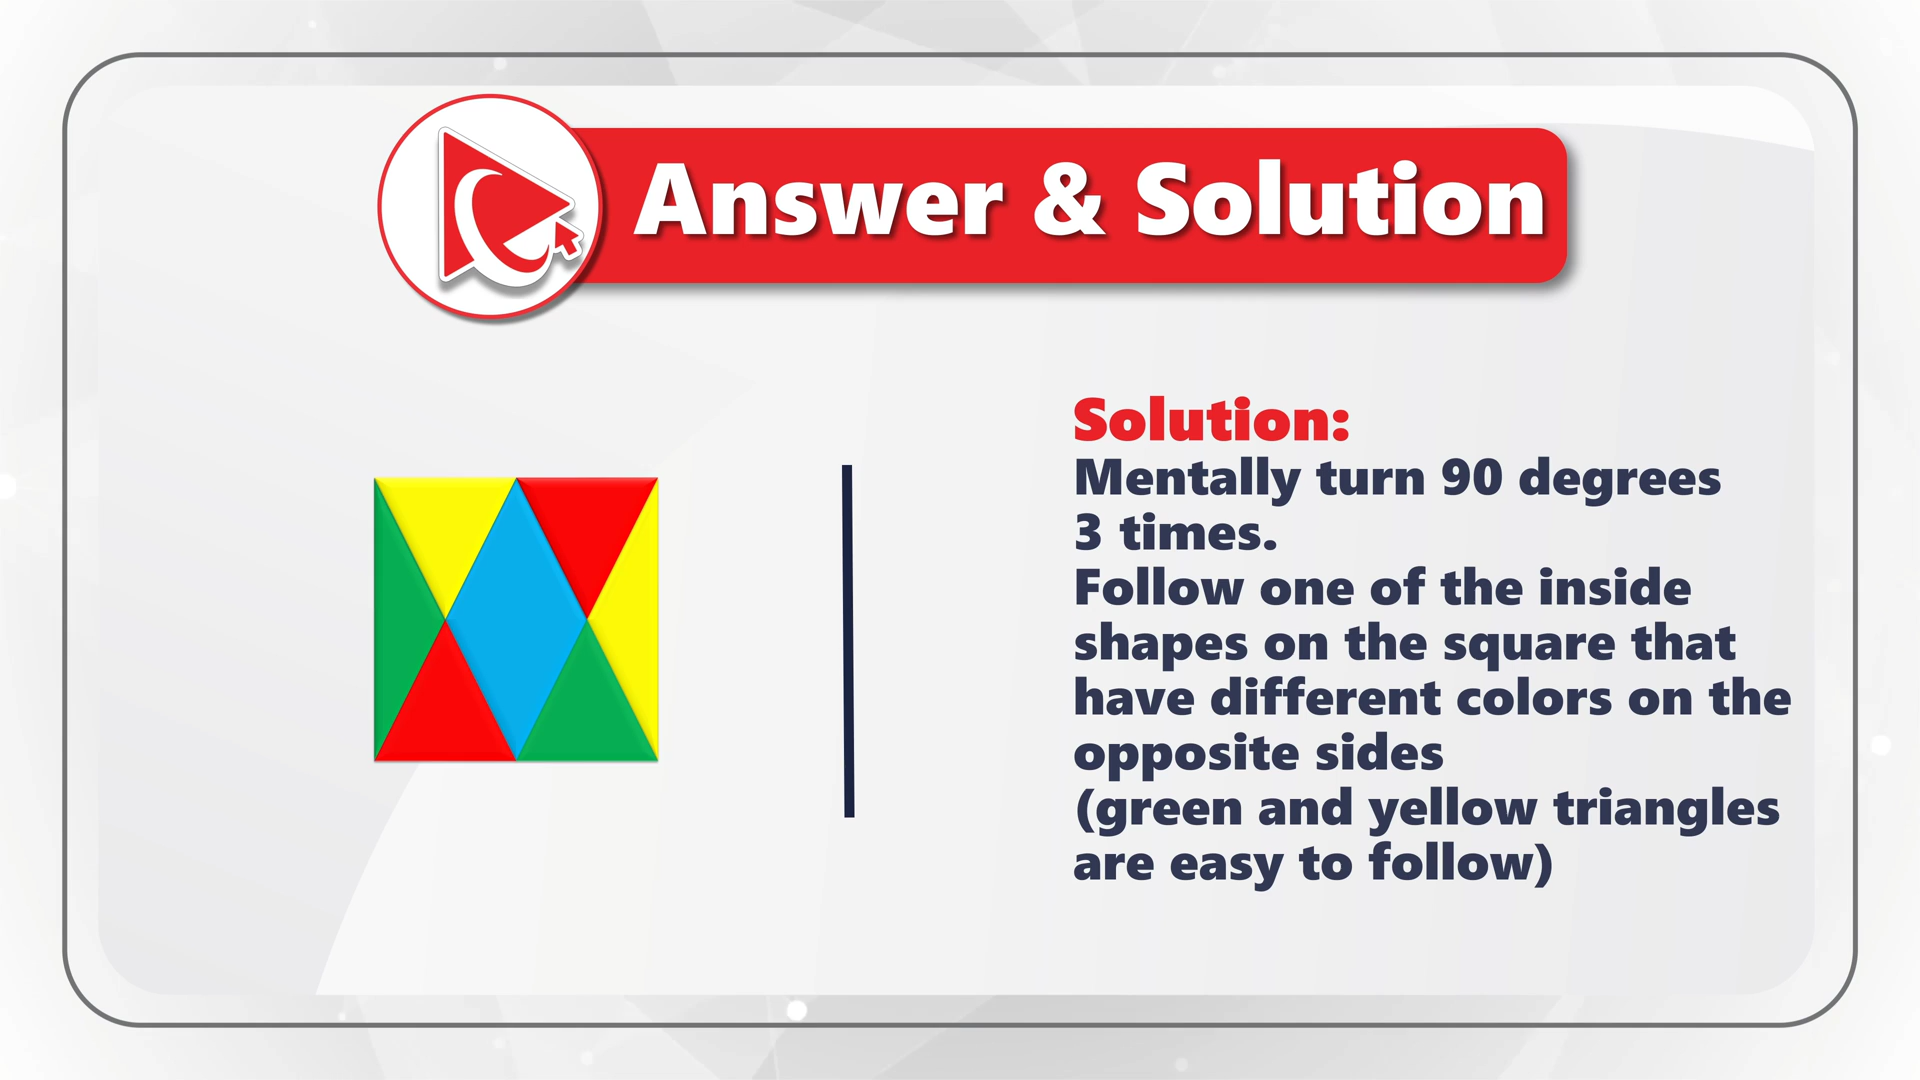 Answer & Solution
Solution:
Mentally turn 90 degrees
3 times.
Follow one of the inside
shapes on the square that
have different colors on the
opposite sides
(green and yellow triangles
are easy to follow)